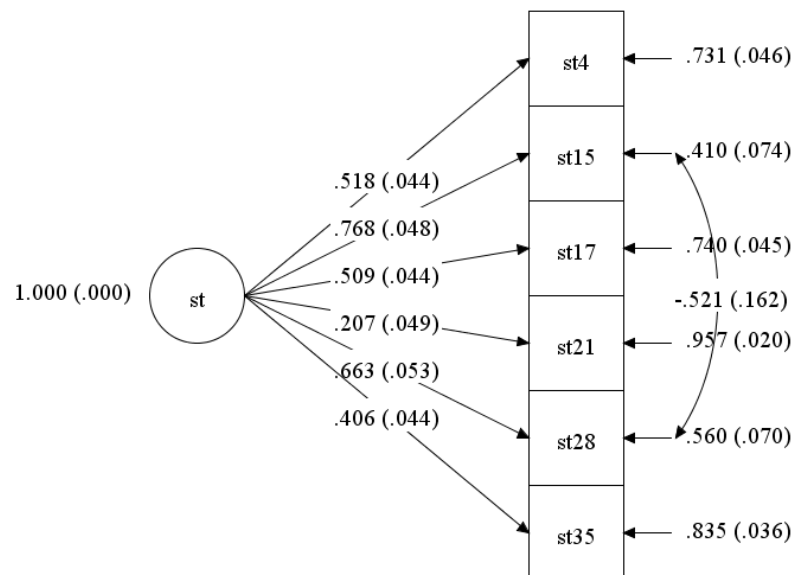 st4
.731 (.046)
st15
.410 (.074)
.518 (.044)
.768 (.048)
st17
.740 (.045)
.509 (.044)
1.000 (.000)
st
-.521 (.162)
.207 (.049)
st21
.957 (.020)
.663 (.053)
.406 (.044)
st28
.560 (.070)
st35
.835 (.036)